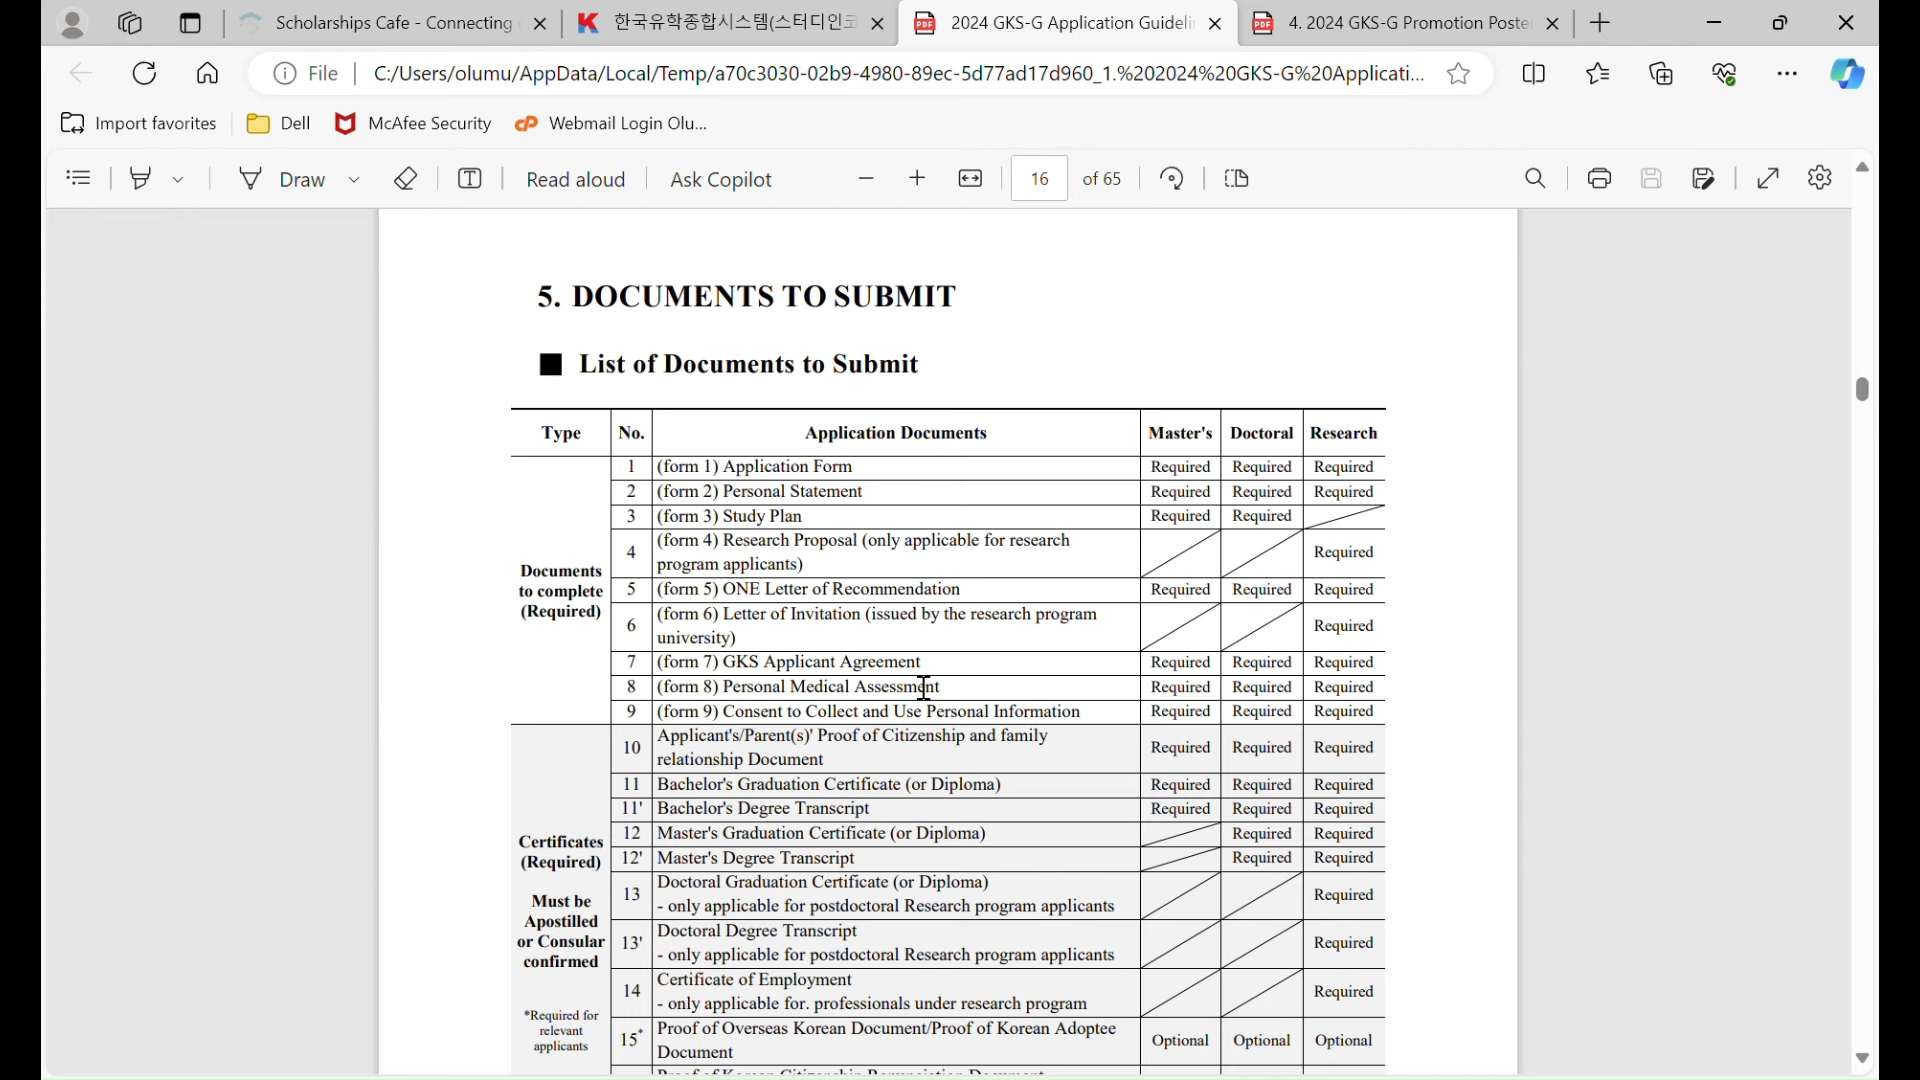 Scholarships Cafe - Connecting
한국유학종합시스템(스터디인코
2024 GKS-G Application Guideli
4. 2024 GKS-G Promotion Poste
File
C:/Users/olumu/AppData/Local/Temp/a70c3030-02b9-4980-89ec-5d77ad17d960_1.%202024%20GKS-G%20Applicati...
Import favorites
Dell
McAfee Security
Webmail Login Olu...
Draw
Read aloud
Ask Copilot
16 of 65
5. DOCUMENTS TO SUBMIT
■ List of Documents to Submit
Type No. Application Documents Master's Doctoral Research
Documents to complete (Required)
1 (form 1) Application Form Required Required Required
2 (form 2) Personal Statement Required Required Required
3 (form 3) Study Plan Required Required
4 (form 4) Research Proposal (only applicable for research
program applicants) Required
5 (form 5) ONE Letter of Recommendation Required Required Required
6 (form 6) Letter of Invitation (issued by the research program
university) Required
7 (form 7) GKS Applicant Agreement Required Required Required
8 (form 8) Personal Medical Assessment Required Required Required
9 (form 9) Consent to Collect and Use Personal Information Required Required Required
Certificates
(Required)
Must be
Apostilled
or Consular
confirmed
*Required for
relevant
applicants
10 Applicant's/Parent(s)' Proof of Citizenship and family
relationship Document Required Required Required
11 Bachelor's Graduation Certificate (or Diploma) Required Required Required
11' Bachelor's Degree Transcript Required Required Required
12 Master's Graduation Certificate (or Diploma) Required Required
12' Master's Degree Transcript Required Required
13 Doctoral Graduation Certificate (or Diploma)
- only applicable for postdoctoral Research program applicants Required
13' Doctoral Degree Transcript
- only applicable for postdoctoral Research program applicants Required
14 Certificate of Employment
- only applicable for. professionals under research program Required
15* Proof of Overseas Korean Document/Proof of Korean Adoptee
Document Optional Optional Optional